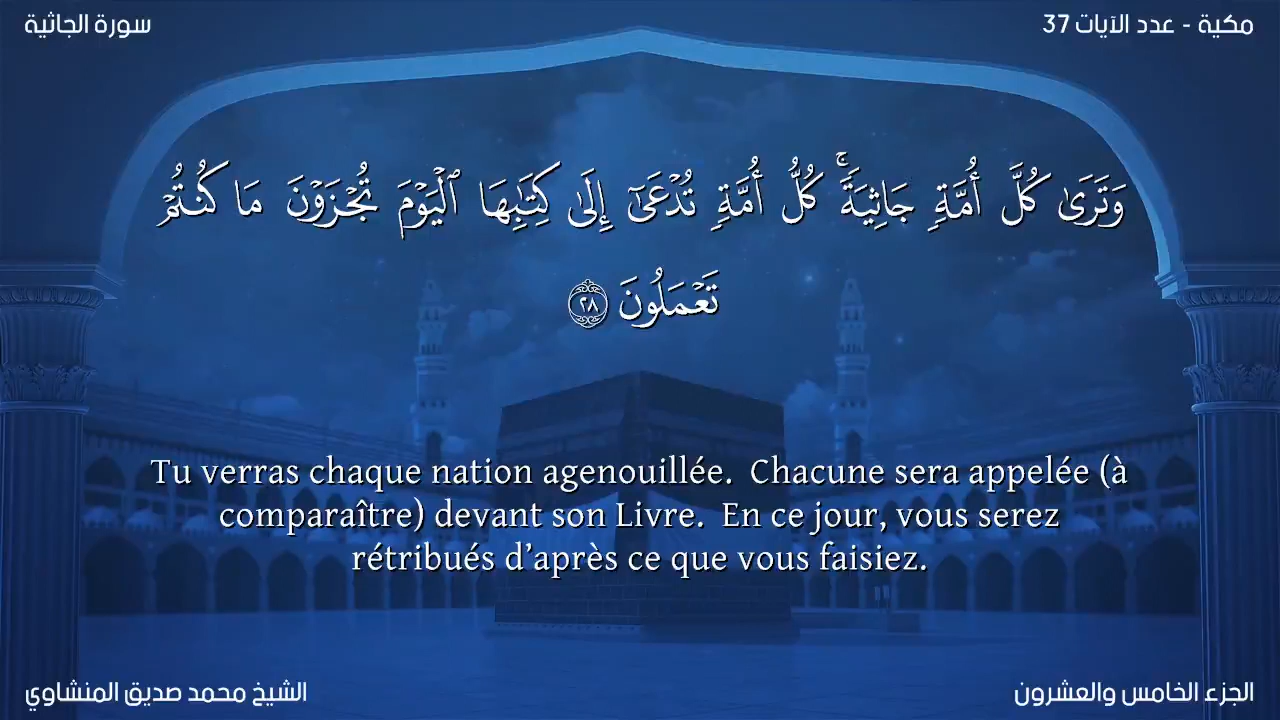 مكية - عدد الآيات 37
سورة الجاثية
وَتَرَىٰ كُلَّ أُمَّةٍ جَاثِيَةً ۚ كُلُّ أُمَّةٍ تُدْعَىٰٓ إِلَىٰ كِتَٰبِهَا ٱلْيَوْمَ تُجْزَوْنَ مَا كُنتُمْ
تَعْمَلُونَ ٢٨
Tu verras chaque nation agenouillée. Chacune sera appelée (à
comparaître) devant son Livre. En ce jour, vous serez
rétribués d’après ce que vous faisiez.
الجزء الخامس والعشرون
الشيخ محمد صديق المنشاوي